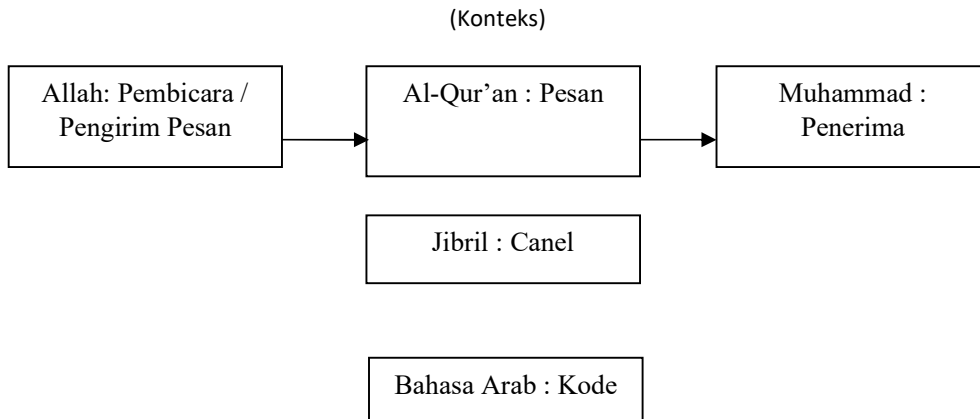 (Konteks)
Allah: Pembicara /
Pengirim Pesan
Al-Qur’an : Pesan
Muhammad :
Penerima
Jibril : Canel
Bahasa Arab : Kode